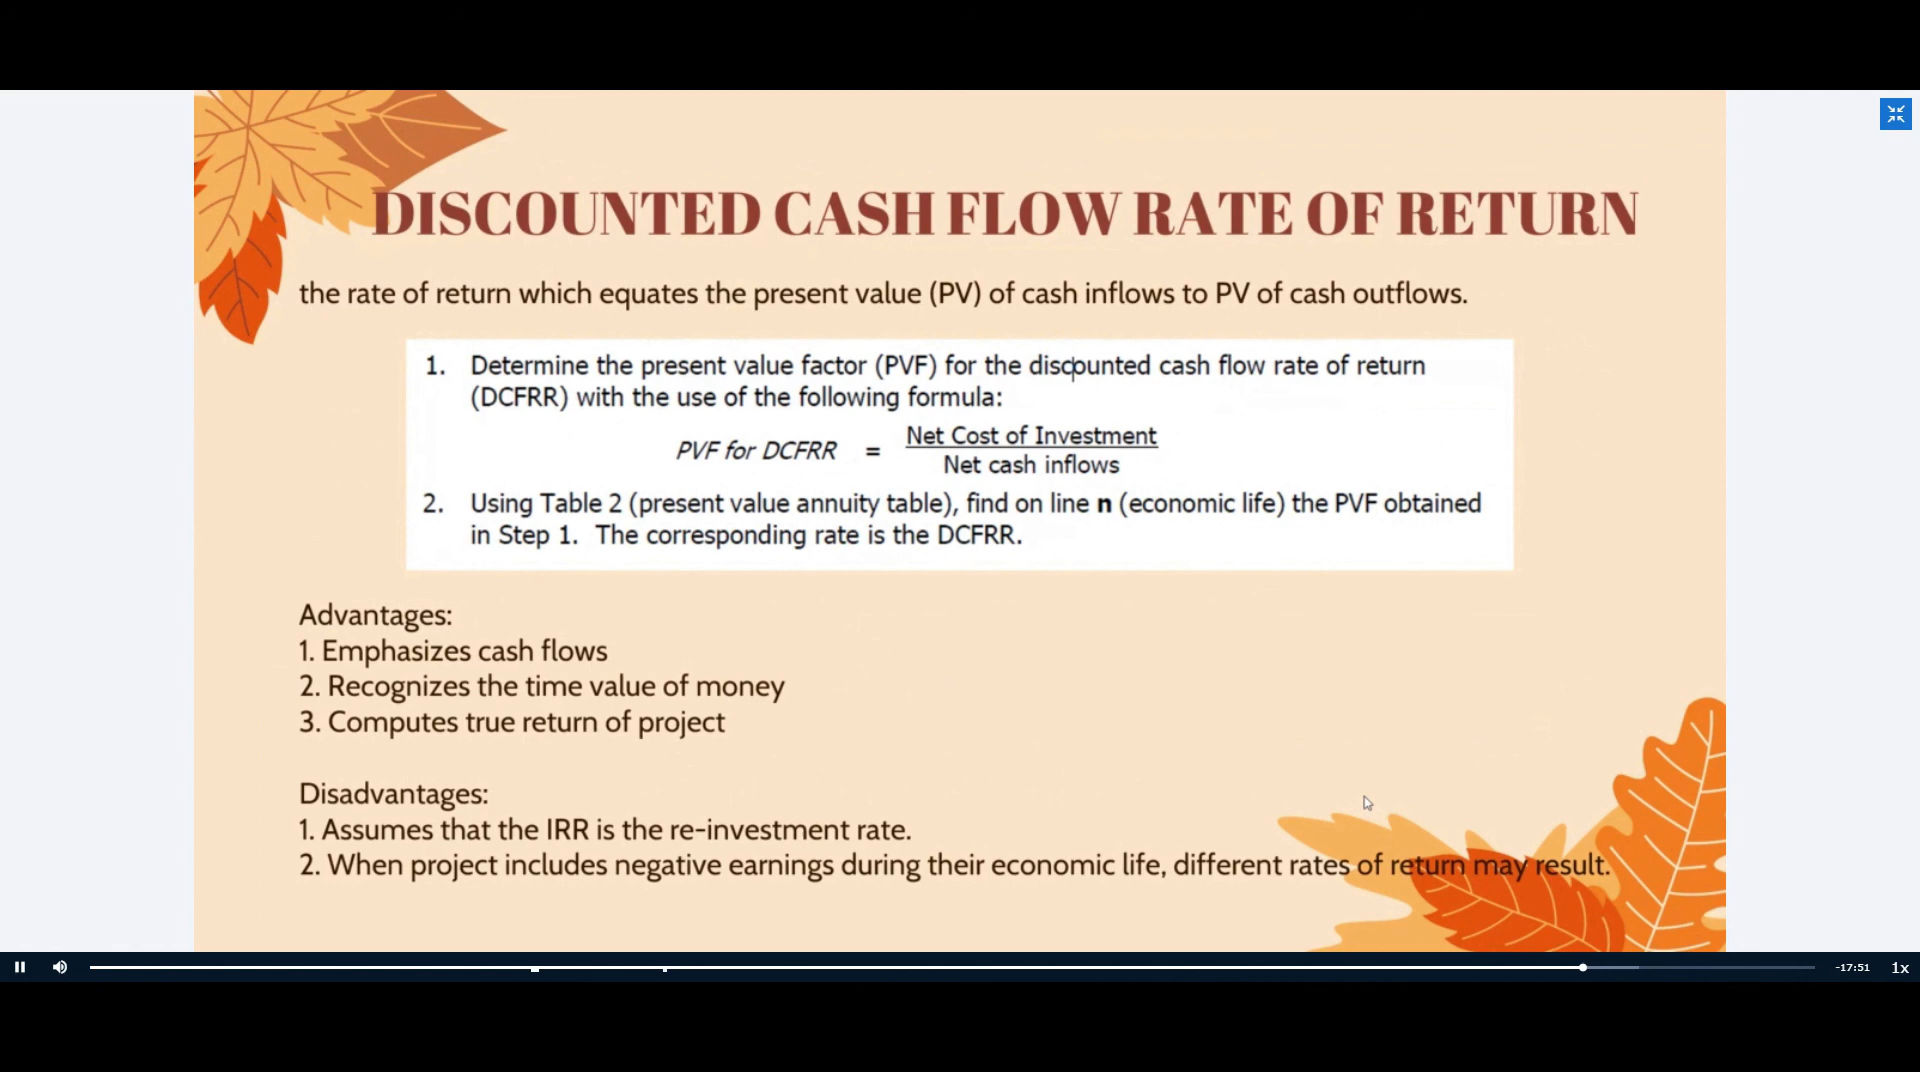 DISCOUNTED CASH FLOW RATE OF RETURN
the rate of return which equates the present value (PV) of cash inflows to PV of cash outflows.
1. Determine the present value factor (PVF) for the discounted cash flow rate of return
(DCFRR) with the use of the following formula:
PVF for DCFRR = Net Cost of Investment
Net cash inflows
2. Using Table 2 (present value annuity table), find on line n (economic life) the PVF obtained
in Step 1. The corresponding rate is the DCFRR.
Advantages:
1. Emphasizes cash flows
2. Recognizes the time value of money
3. Computes true return of project
Disadvantages:
1. Assumes that the IRR is the re-investment rate.
2. When project includes negative earnings during their economic life, different rates of return may result.
-17:51 1x